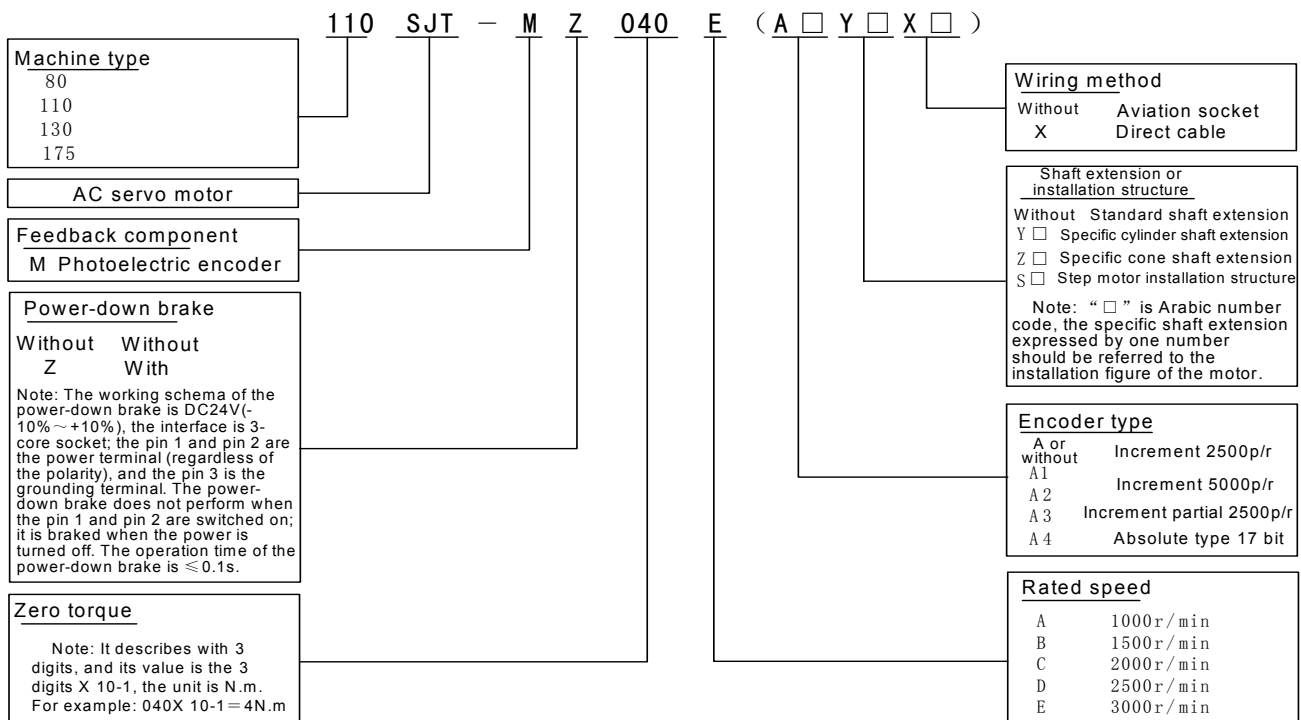 110 SJT － M Z 040 E (A□ Y□ X□)
Machine type
80
110
130
175
AC servo motor
Feedback component
M Photoelectric encoder
Power-down brake
Without Without
Z With
Note: The working schema of the
power-down brake is DC24V(-
10%～+10%), the interface is 3-
core socket; the pin 1 and pin 2 are
the power terminal (regardless of
the polarity), and the pin 3 is the
grounding terminal. The power-
down brake does not perform when
the pin 1 and pin 2 are switched on;
it is braked when the power is
turned off. The operation time of the
power-down brake is ≤0.1s.
Zero torque
Note: It describes with 3
digits, and its value is the 3
digits X 10-1, the unit is N.m.
For example: 040X 10-1＝4N.m
Wiring method
Without Aviation socket
X Direct cable
Shaft extension or
installation structure
Without Standard shaft extension
Y□ Specific cylinder shaft extension
Z□ Specific cone shaft extension
S□ Step motor installation structure
Note: “□” is Arabic number
code, the specific shaft extension
expressed by one number
should be referred to the
installation figure of the motor.
Encoder type
A or
without Increment 2500p/r
A1
A2 Increment 5000p/r
A3 Increment partial 2500p/r
A4 Absolute type 17 bit
Rated speed
A 1000r/min
B 1500r/min
C 2000r/min
D 2500r/min
E 3000r/min